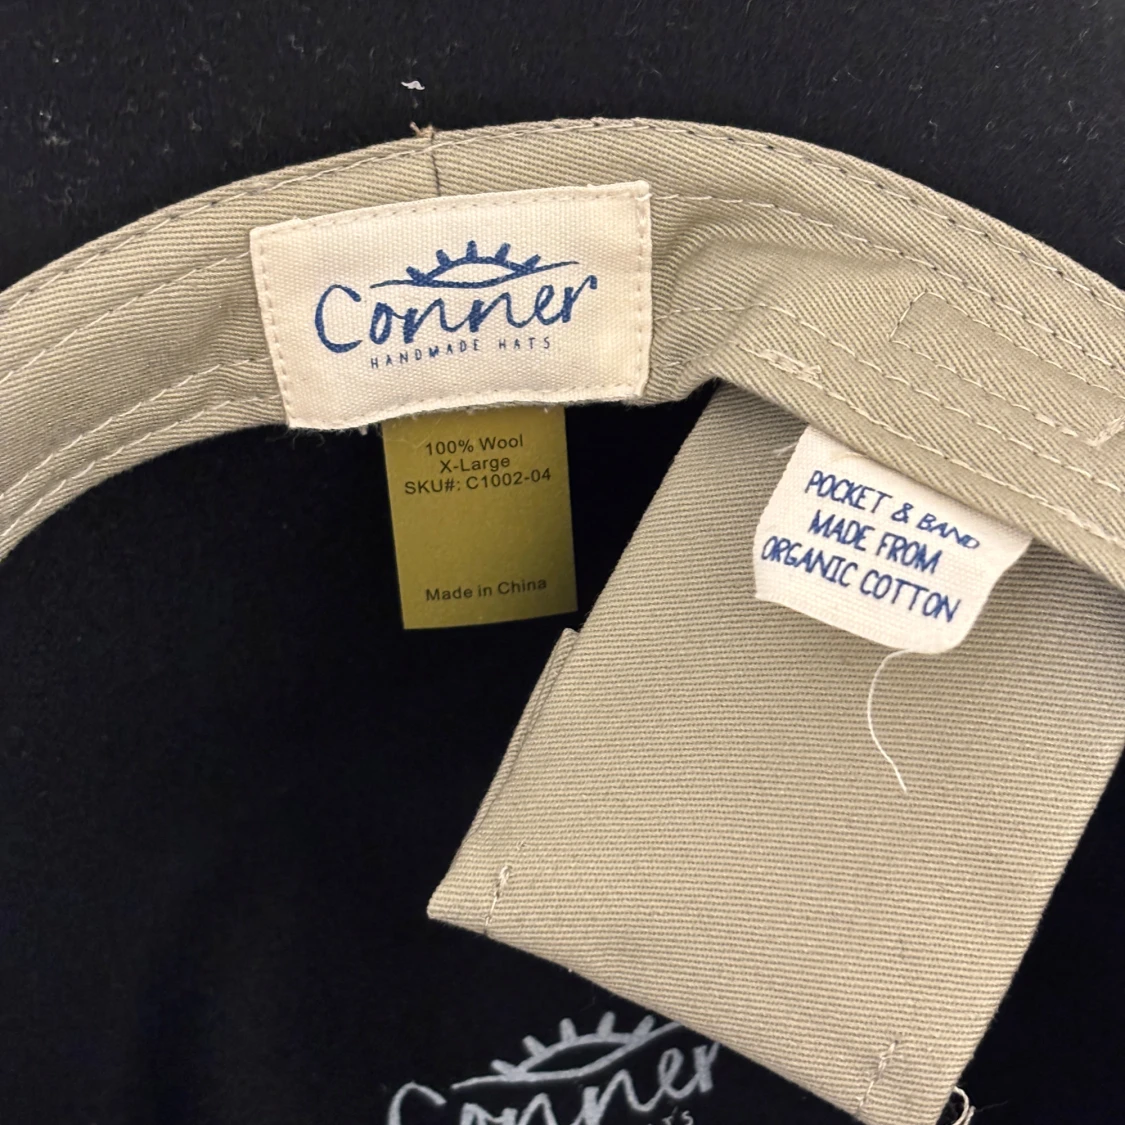 Conner
HANDMADE HATS
100% Wool
X-Large
SKU#: C1002-04
Made in China
POCKET & BAND
MADE FROM
ORGANIC COTTON
Conner